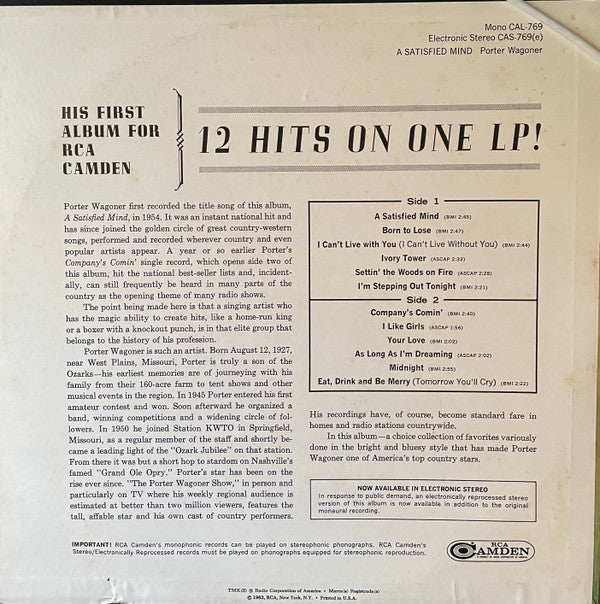 Mono CAL-769
Electronic Stereo CAS-769(e)
A SATISFIED MIND Porter Wagoner
HIS FIRST
ALBUM FOR
RCA
CAMDEN
12 HITS ON ONE LP!
Porter Wagoner first recorded the title song of this album,
A Satisfied Mind, in 1954. It was an instant national hit and
has since joined the golden circle of great country-western
songs, performed and recorded wherever country and even
popular artists appear. A year or so earlier Porter's
Company's Comin' single record, which opens side two of
this album, hit the national best-seller lists and, incident-
ally, can still frequently be heard in many parts of the
country as the opening theme of many radio shows.
The point being made here is that a singing artist who
has the magic ability to create hits, like a home-run king
or a boxer with a knockout punch, is in that elite group that
belongs to the history of his profession.
Porter Wagoner is such an artist. Born August 12, 1927,
near West Plains, Missouri, Porter is truly a son of the
Ozarks—his earliest memories are of journeying with his
family from their 160-acre farm to tent shows and other
musical events in the region. In 1945 Porter entered his first
amateur contest and won. Soon afterward he organized a
band, winning competitions and a widening circle of fol-
lowers. In 1950 he joined Station KWTO in Springfield,
Missouri, as a regular member of the staff and shortly be-
came a leading light of the "Ozark Jubilee" on that station.
From there it was but a short hop to stardom on Nashville's
famed "Grand Ole Opry." Porter's star has been on the
rise ever since. "The Porter Wagoner Show," in person and
particularly on TV where his weekly regional audience is
estimated at better than two million viewers, features the
tall, affable star and his own cast of country performers.
Side 1
A Satisfied Mind (BMI 2:45)
Born to Lose (BMI 2:47)
I Can't Live with You (I Can't Live Without You) (BMI 2:44)
Ivory Tower (ASCAP 2:33)
Settin' the Woods on Fire (ASCAP 2:28)
I'm Stepping Out Tonight (BMI 2:21)
Side 2
Company's Comin' (BMI 2:40)
I Like Girls (ASCAP 1:56)
Your Love (BMI 2:02)
As Long As I'm Dreaming (ASCAP 2:02)
Midnight (BMI 2:55)
Eat, Drink and Be Merry (Tomorrow You'll Cry) (BMI 2:22)
His recordings have, of course, become standard fare in
homes and radio stations countrywide.
In this album—a choice collection of favorites variously
done in the bright and bluesy style that has made Porter
Wagoner one of America's top country stars.
NOW AVAILABLE IN ELECTRONIC STEREO
In response to public demand, an electronically reprocessed stereo
version of this album is now available in addition to the original
monaural recording.
IMPORTANT! RCA Camden's monophonic records can be played on stereophonic phonographs. RCA Camden's
Stereo/Electronically Reprocessed records must be played on phonographs equipped for stereophonic reproduction.
RCA
CAMDEN
TMK(S) ® Radio Corporation of America • Marca(s) Registrada(s)
© 1963, RCA, New York, N.Y. • Printed in U.S.A.